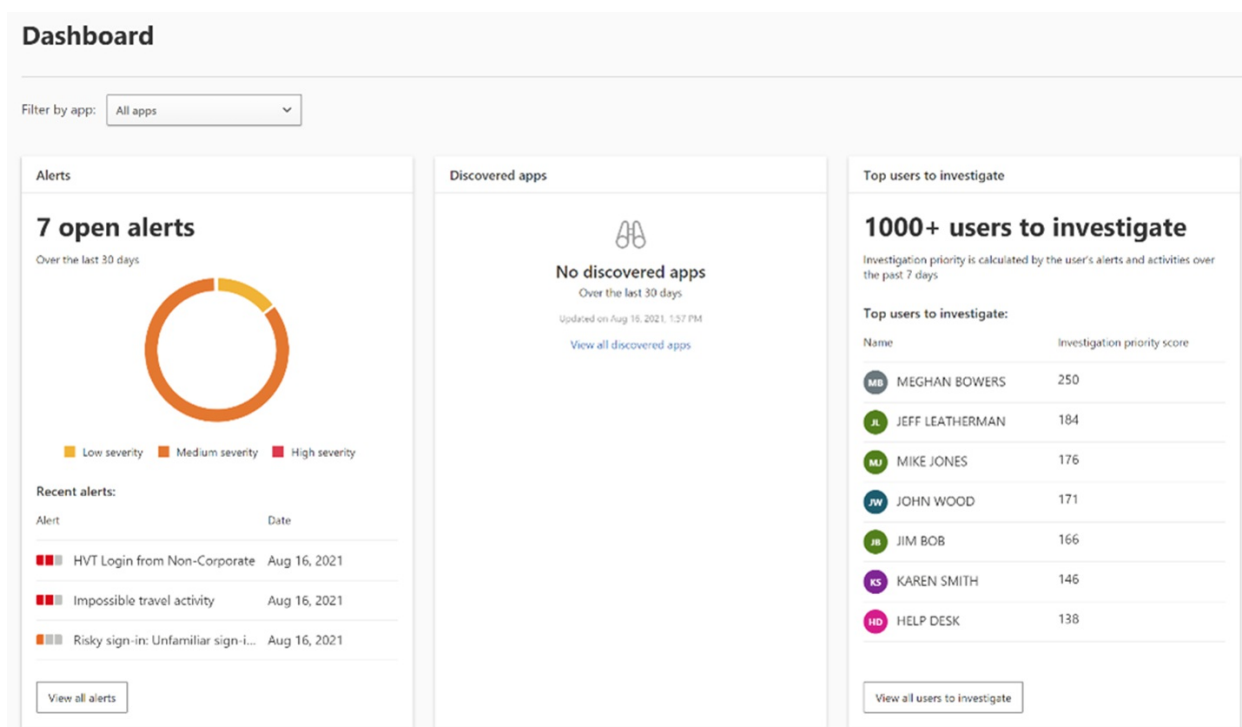 Dashboard
Filter by app: All apps
Alerts
7 open alerts
Over the last 30 days
Low severity Medium severity High severity
Recent alerts:
Alert Date
HVT Login from Non-Corporate Aug 16, 2021
Impossible travel activity Aug 16, 2021
Risky sign-in: Unfamiliar sign-i... Aug 16, 2021
View all alerts
Discovered apps
No discovered apps
Over the last 30 days
Updated on Aug 16, 2021, 1:57 PM
View all discovered apps
Top users to investigate
1000+ users to investigate
Investigation priority is calculated by the user's alerts and activities over
the past 7 days
Top users to investigate:
Name Investigation priority score
MB MEGHAN BOWERS 250
JL JEFF LEATHERMAN 184
MJ MIKE JONES 176
JW JOHN WOOD 171
JB JIM BOB 166
KS KAREN SMITH 146
HD HELP DESK 138
View all users to investigate